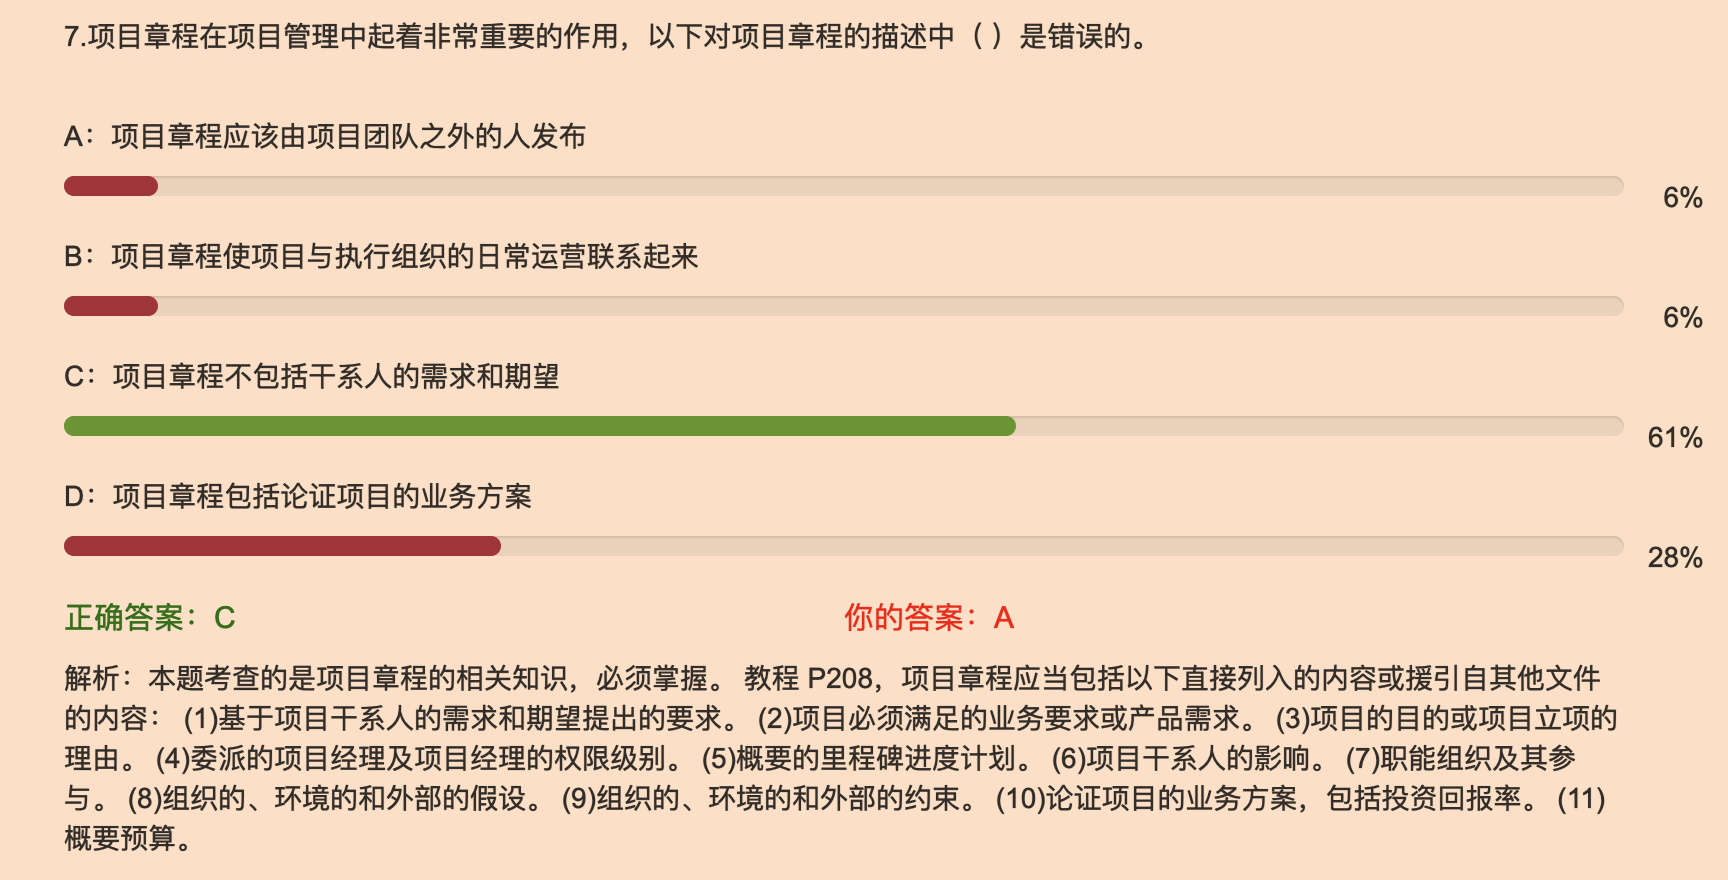 7.项目章程在项目管理中起着非常重要的作用，以下对项目章程的描述中（ ）是错误的。
A：项目章程应该由项目团队之外的人发布
6%
B：项目章程使项目与执行组织的日常运营联系起来
6%
C：项目章程不包括干系人的需求和期望
61%
D：项目章程包括论证项目的业务方案
28%
正确答案：C
你的答案：A
解析：本题考查的是项目章程的相关知识，必须掌握。 教程 P208，项目章程应当包括以下直接列入的内容或援引自其他文件
的内容： (1)基于项目干系人的需求和期望提出的要求。 (2)项目必须满足的业务要求或产品需求。 (3)项目的目的或项目立项的
理由。 (4)委派的项目经理及项目经理的权限级别。 (5)概要的里程碑进度计划。 (6)项目干系人的影响。 (7)职能组织及其参
与。 (8)组织的、环境的和外部的假设。 (9)组织的、环境的和外部的约束。 (10)论证项目的业务方案，包括投资回报率。 (11)
概要预算。